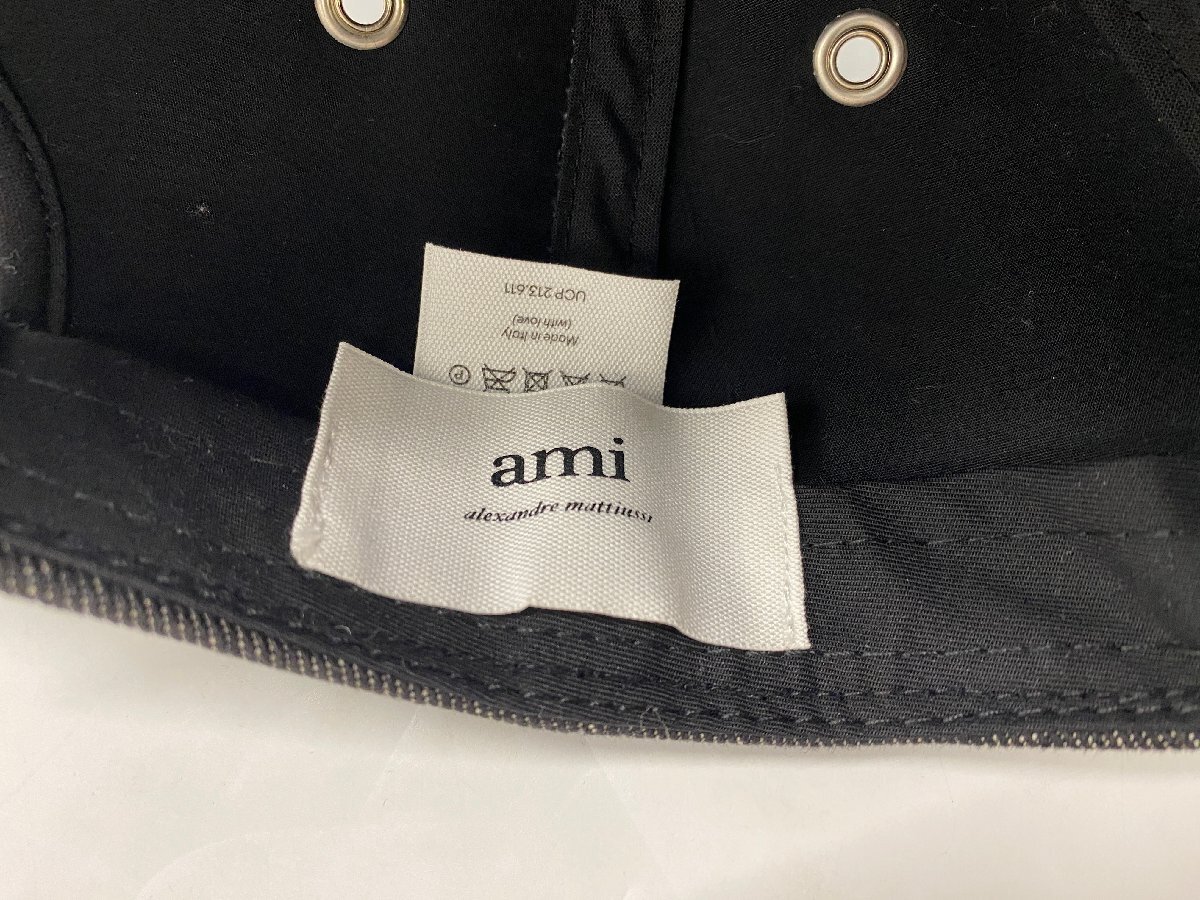 ami
alexandre mattiussi
UCP.213.611
(with love)
Made in Italy
P